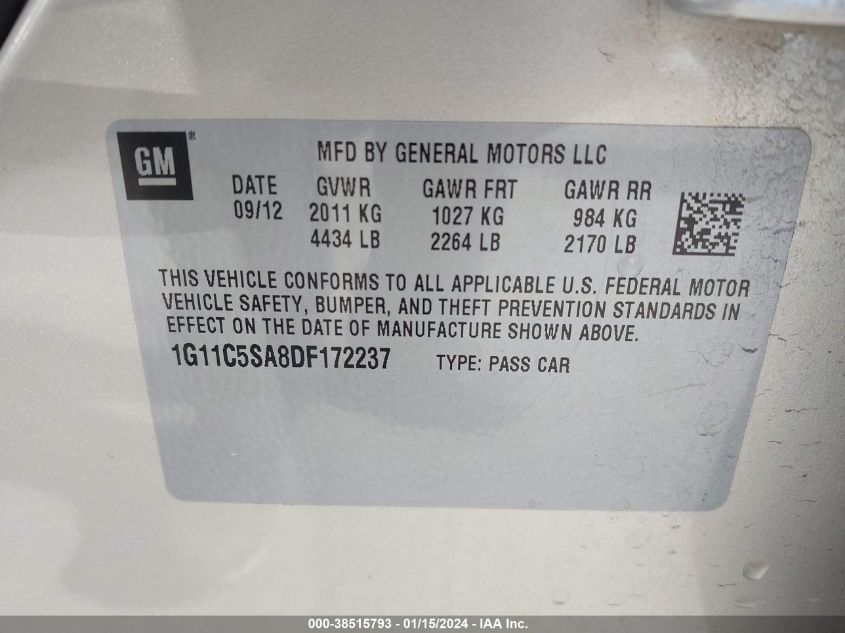 GM®
MFD BY GENERAL MOTORS LLC
DATE GVWR GAWR FRT GAWR RR
09/12 2011 KG 1027 KG 984 KG
4434 LB 2264 LB 2170 LB
THIS VEHICLE CONFORMS TO ALL APPLICABLE U.S. FEDERAL MOTOR
VEHICLE SAFETY, BUMPER, AND THEFT PREVENTION STANDARDS IN
EFFECT ON THE DATE OF MANUFACTURE SHOWN ABOVE.
1G11C5SA8DF172237 TYPE: PASS CAR
000-38515793 - 01/15/2024 - IAA Inc.